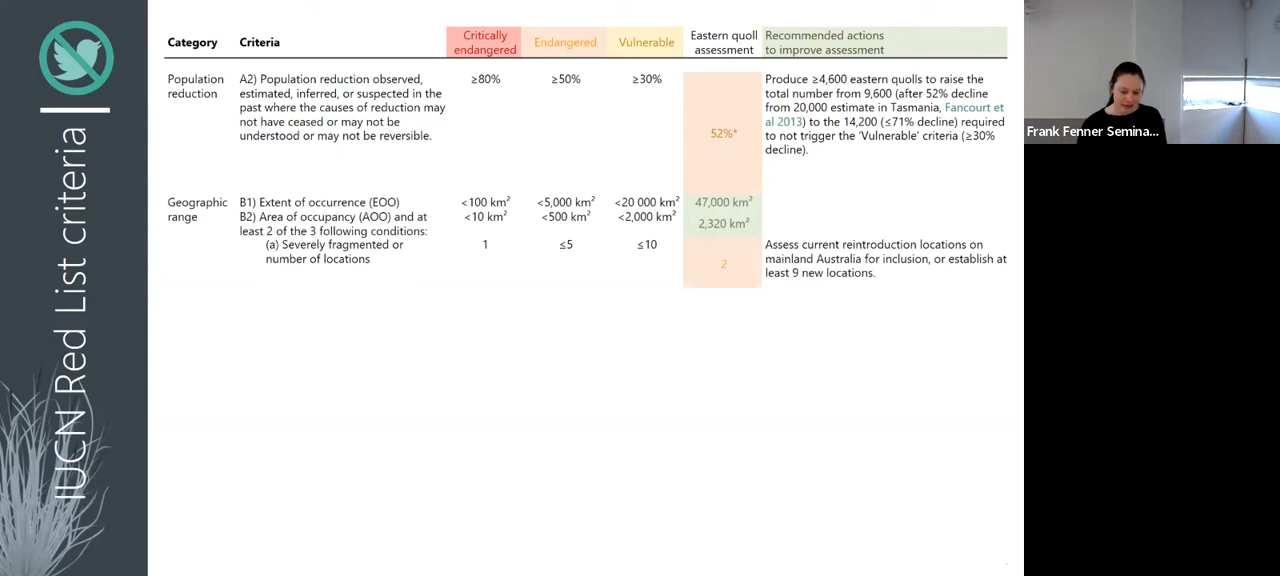 IUCN Red List criteria
Category
Criteria
Critically
endangered
Endangered
Vulnerable
Eastern quoll
assessment
Recommended actions
to improve assessment
Population
reduction
A2) Population reduction observed,
estimated, inferred, or suspected in the
past where the causes of reduction may
not have ceased or may not be
understood or may not be reversible.
≥80%
≥50%
≥30%
52%*
Produce ≥4,600 eastern quolls to raise the
total number from 9,600 (after 52% decline
from 20,000 estimate in Tasmania, Fancourt et
al 2013) to the 14,200 (≤71% decline) required
to not trigger the 'Vulnerable' criteria (≥30%
decline).
Geographic
range
B1) Extent of occurrence (EOO)
B2) Area of occupancy (AOO) and at
least 2 of the 3 following conditions:
(a) Severely fragmented or
number of locations
<100 km²
<10 km²
1
<5,000 km²
<500 km²
≤5
<20 000 km²
<2,000 km²
≤10
47,000 km²
2,320 km²
2
Assess current reintroduction locations on
mainland Australia for inclusion, or establish at
least 9 new locations.
Frank Fenner Semina...